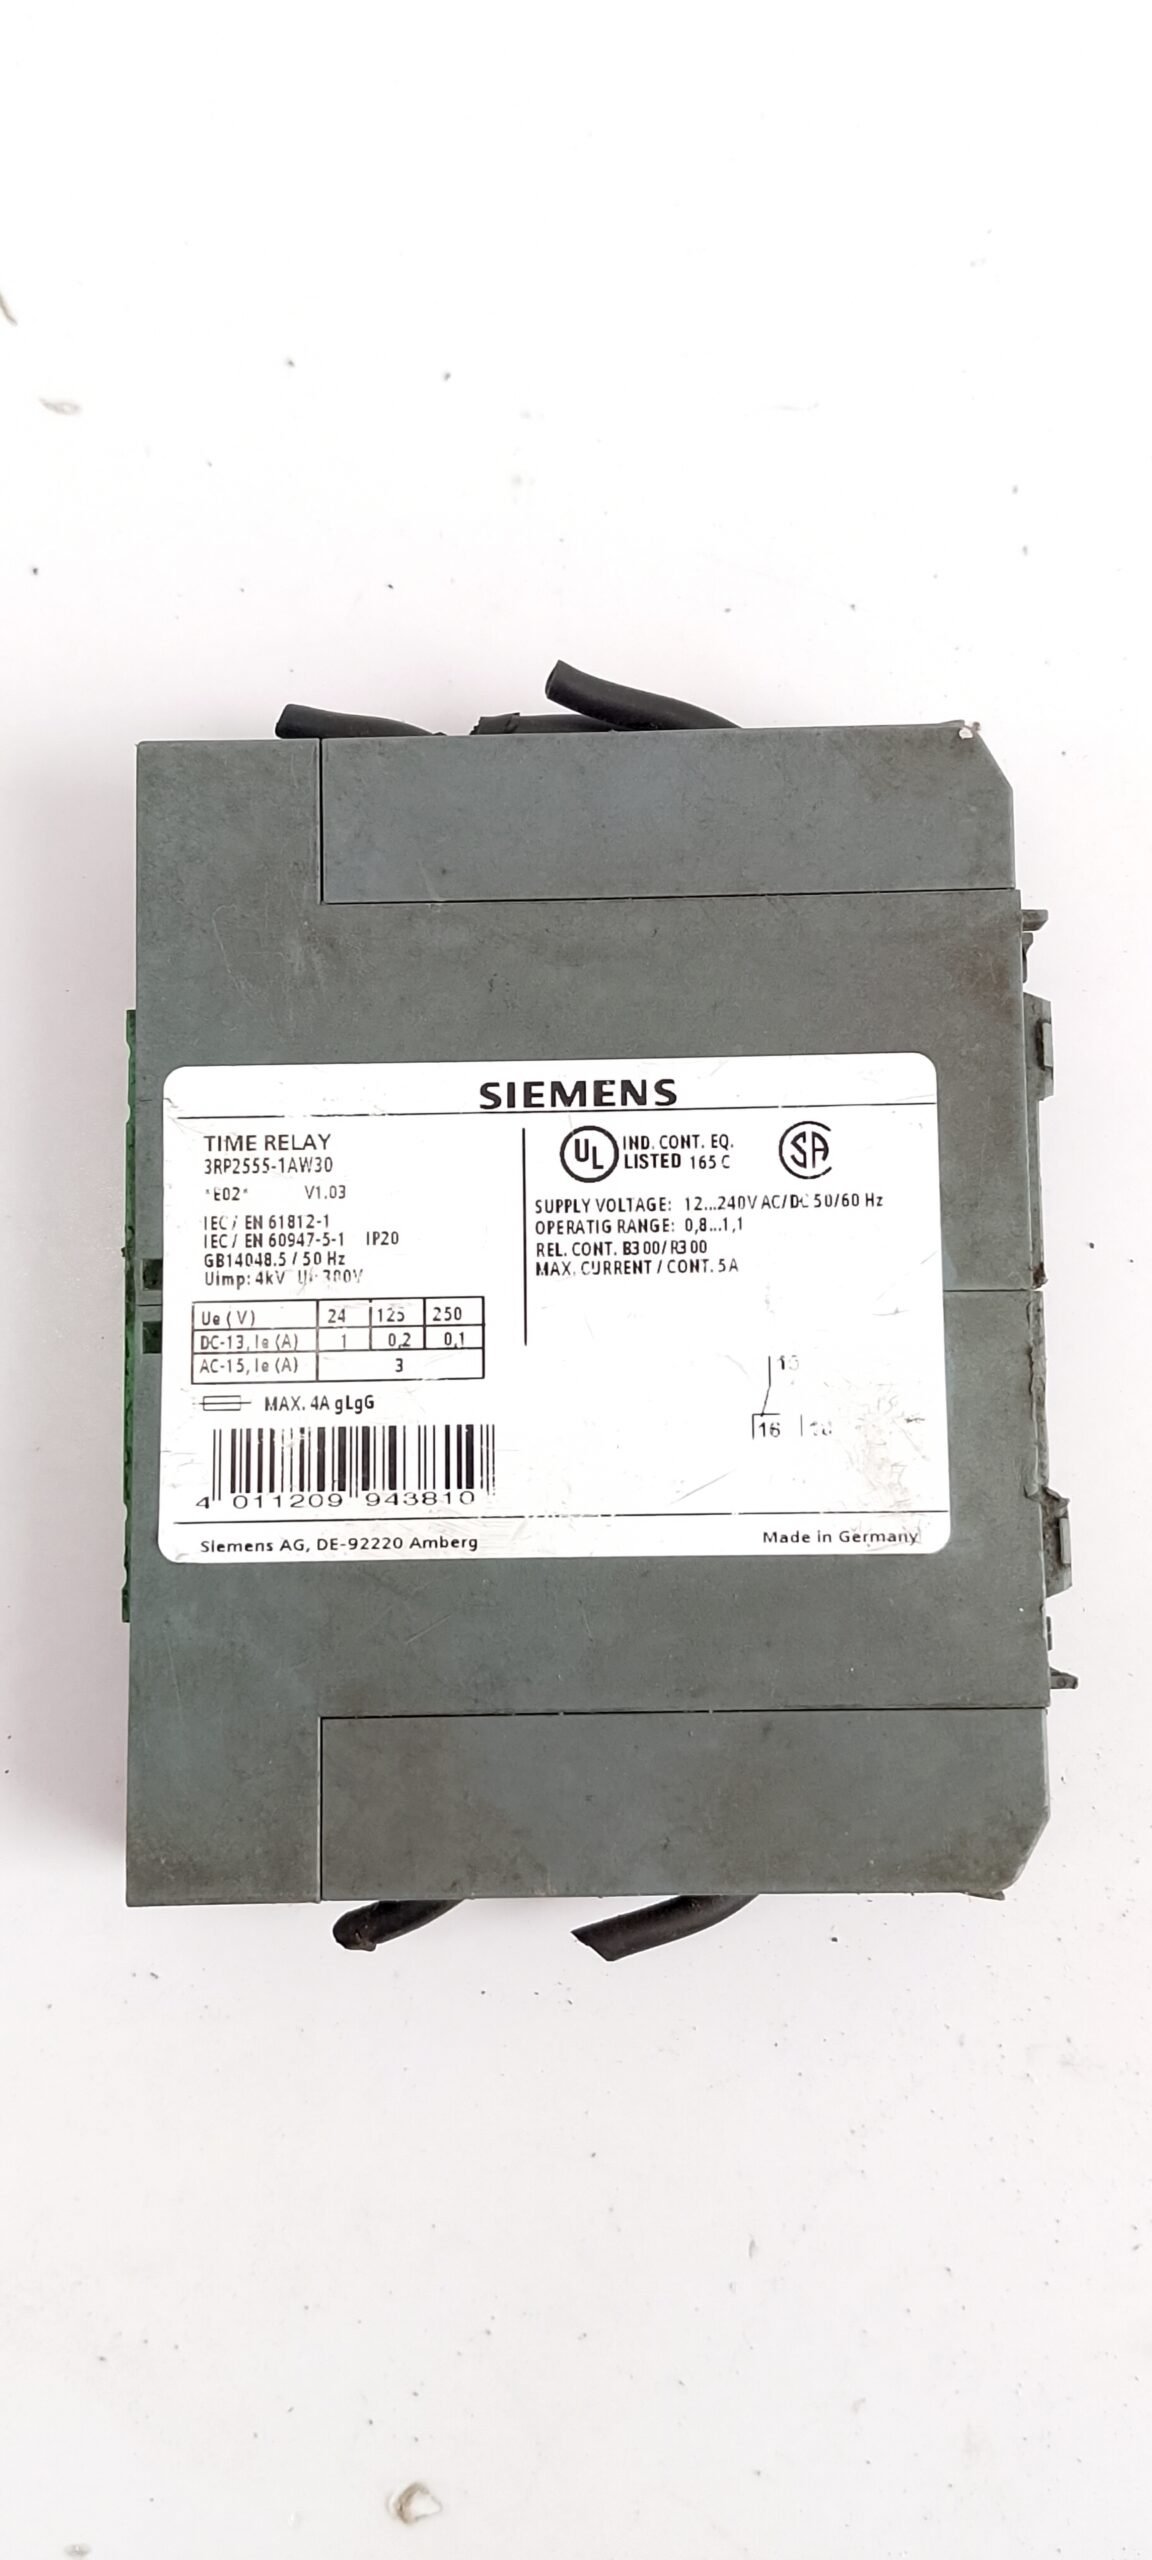 SIEMENS
TIME RELAY
3RP2555-1AW30
*E02* V1.03
IEC / EN 61812-1
IEC / EN 60947-5-1 IP20
GB14048.5 / 50 Hz
Uimp: 4kV 300V
Ue (V) 24 125 250
DC-13, Ie (A) 1 0,2 0,1
AC-15, Ie (A) 3
MAX. 4A gLgG
4 011209 943810
UL IND. CONT. EQ.
LISTED 165 C
SA
SUPPLY VOLTAGE: 12...240V AC/DC 50/60 Hz
OPERATIG RANGE: 0,8...1,1
REL. CONT. B300/R300
MAX. CURRENT / CONT. 5A
16
Siemens AG, DE-92220 Amberg
Made in Germany